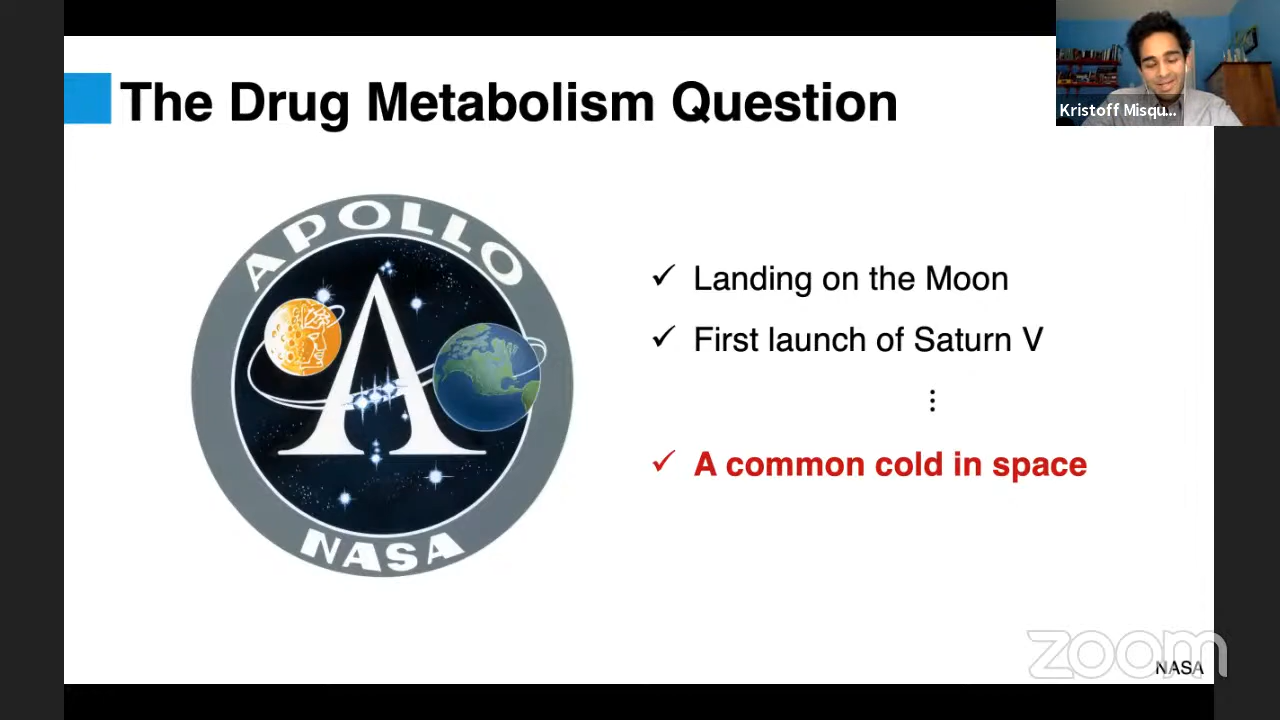 The Drug Metabolism Question
Kristoff Misqu...
APOLLO
NASA
✓ Landing on the Moon
✓ First launch of Saturn V
⋮
✓ A common cold in space
zoom
NASA